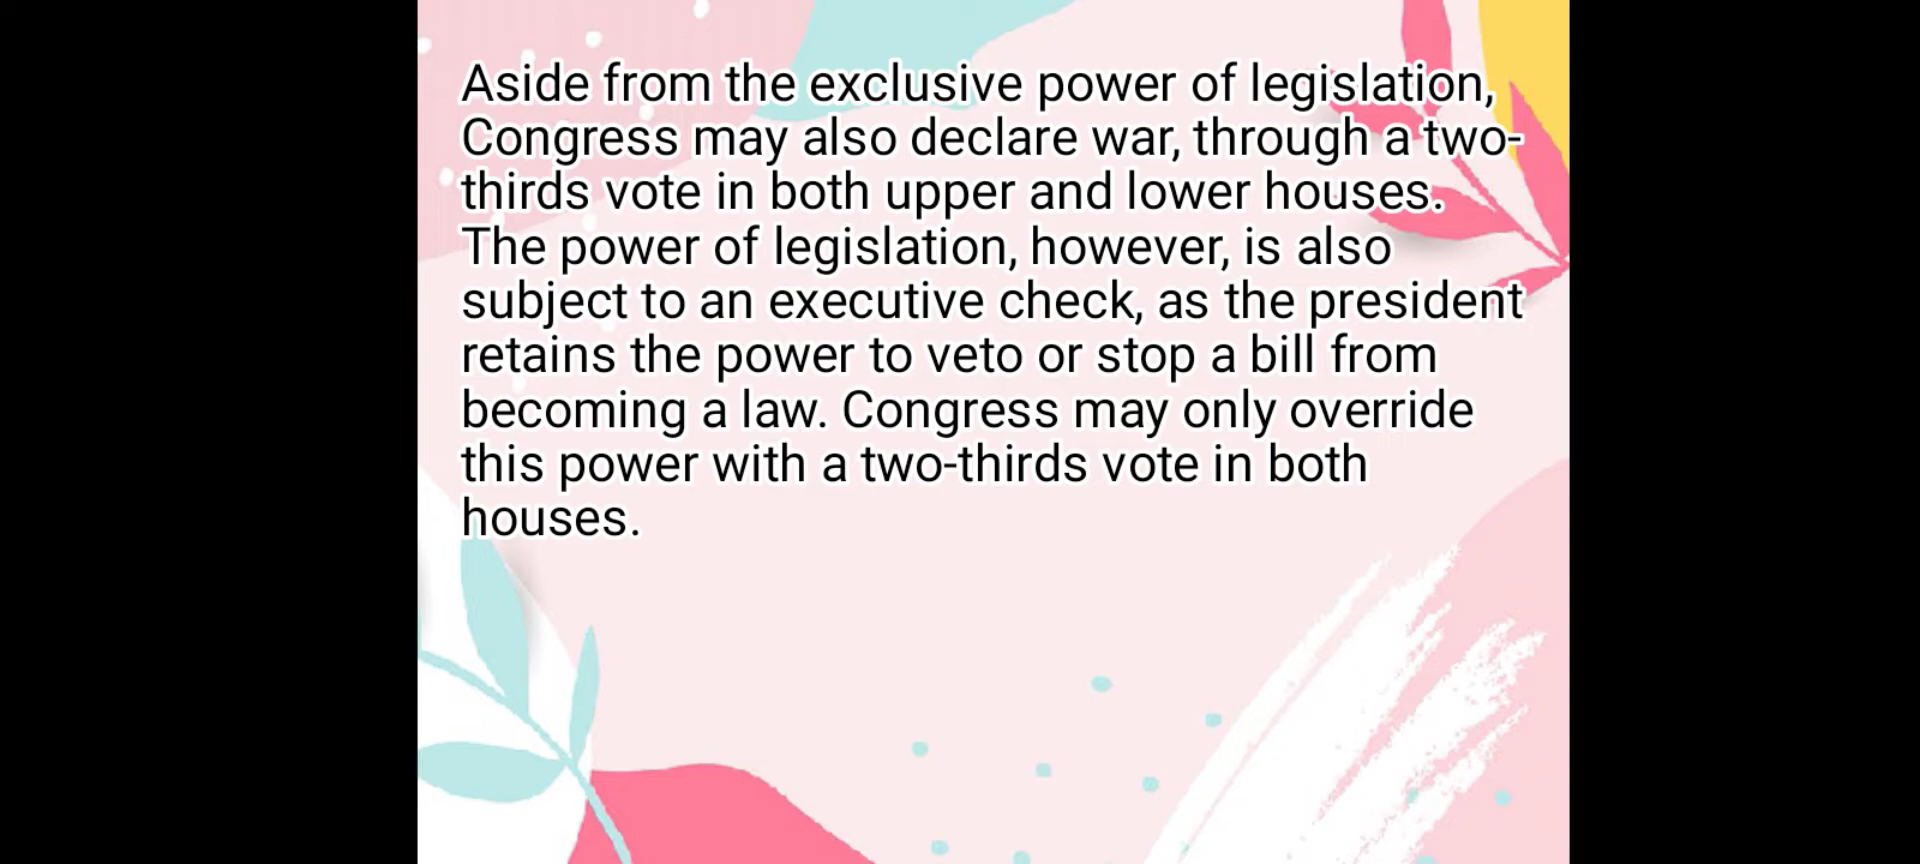 Aside from the exclusive power of legislation,
Congress may also declare war, through a two-
thirds vote in both upper and lower houses.
The power of legislation, however, is also
subject to an executive check, as the president
retains the power to veto or stop a bill from
becoming a law. Congress may only override
this power with a two-thirds vote in both
houses.